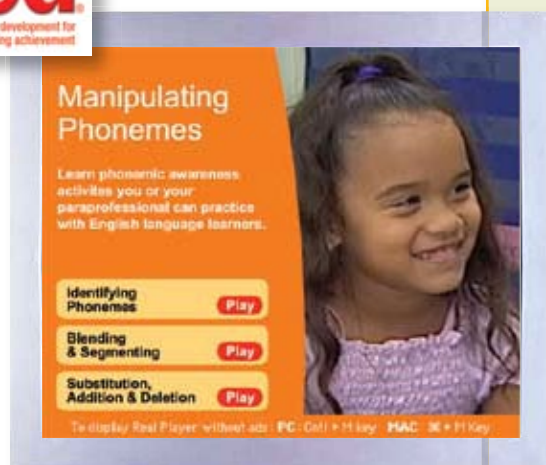 development for
ng achievement
Manipulating
Phonemes
Learn phonemic awareness
activites you or your
paraprofessional can practice
with English language learners.
Identifying
Phonemes
Play
Blending
& Segmenting
Play
Substitution,
Addition & Deletion
Play
To display Real Player without ads: PC: Ctrl + M key MAC ⌘ + M Key